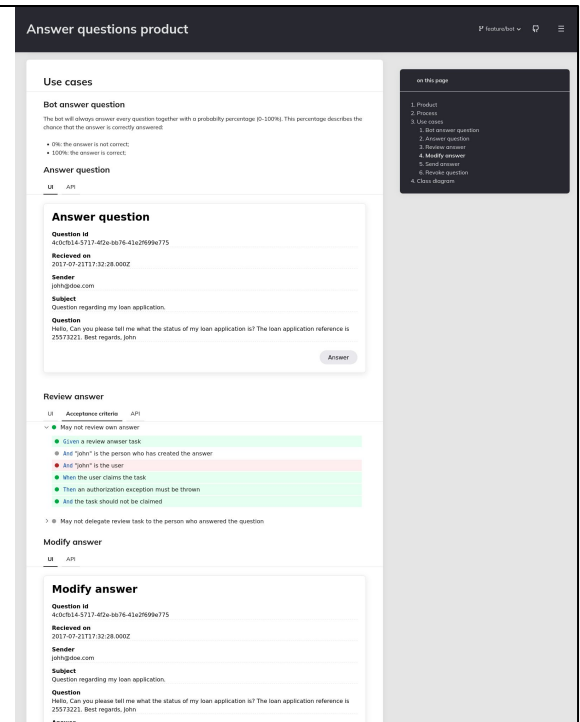 Answer questions product
feature/bot
Use cases
Bot answer question
The bot will always answer every question together with a probabilty percentage (0-100%). This percentage describes the
chance that the answer is correctly answered:
0%: the answer is not correct;
100%: the answer is correct;
Answer question
UI API
Answer question
Question id
4c0cfb14-5717-4f2e-bb76-41e2f699e775
Recieved on
2017-07-21T17:32:28.000Z
Sender
johh@doe.com
Subject
Question regarding my loan application.
Question
Hello, Can you please tell me what the status of my loan application is? The loan application reference is
25573221. Best regards, John
Answer
Review answer
UI Acceptance criteria API
May not review own answer
Given a review anwser task
And "john" is the person who has created the answer
And "john" is the user
When the user claims the task
Then an authorization exception must be thrown
And the task should not be claimed
May not delegate review task to the person who answered the question
Modify answer
UI API
Modify answer
Question id
4c0cfb14-5717-4f2e-bb76-41e2f699e775
Recieved on
2017-07-21T17:32:28.000Z
Sender
johh@doe.com
Subject
Question regarding my loan application.
Question
Hello, Can you please tell me what the status of my loan application is? The loan application reference is
25573221. Best regards, John
on this page
1. Product
2. Process
3. Use cases
1. Bot answer question
2. Answer question
3. Review answer
4. Modify answer
5. Send answer
6. Revoke question
4. Class diagram